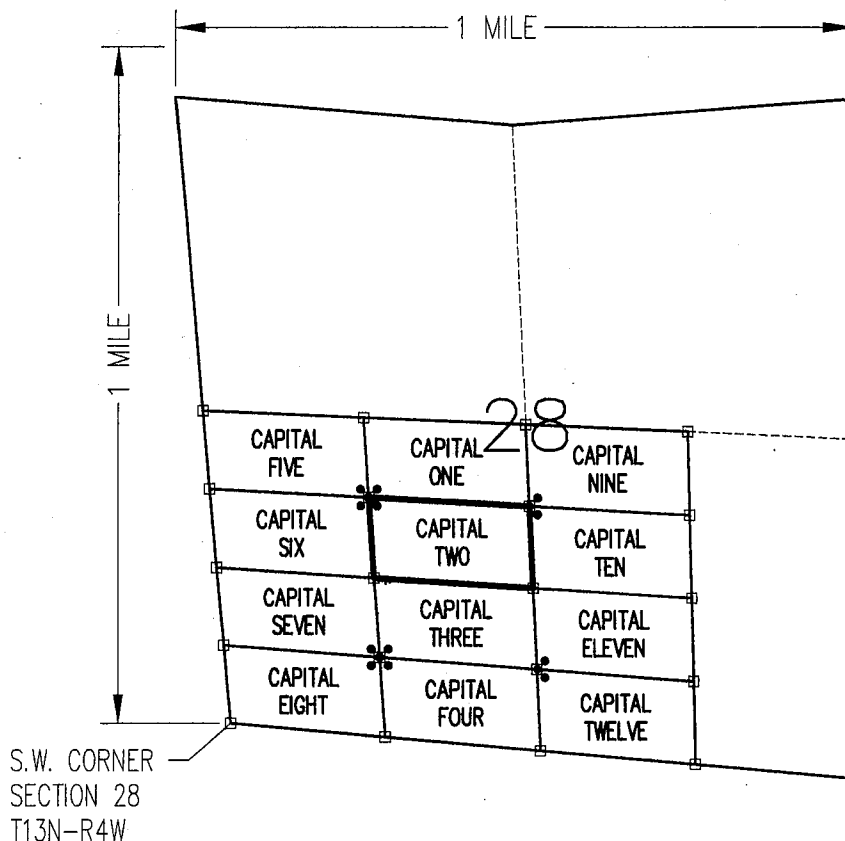 1 MILE
1 MILE
28
CAPITAL
FIVE
CAPITAL
ONE
CAPITAL
NINE
CAPITAL
SIX
CAPITAL
TWO
CAPITAL
TEN
CAPITAL
SEVEN
CAPITAL
THREE
CAPITAL
ELEVEN
CAPITAL
EIGHT
CAPITAL
FOUR
CAPITAL
TWELVE
S.W. CORNER
SECTION 28
T13N-R4W